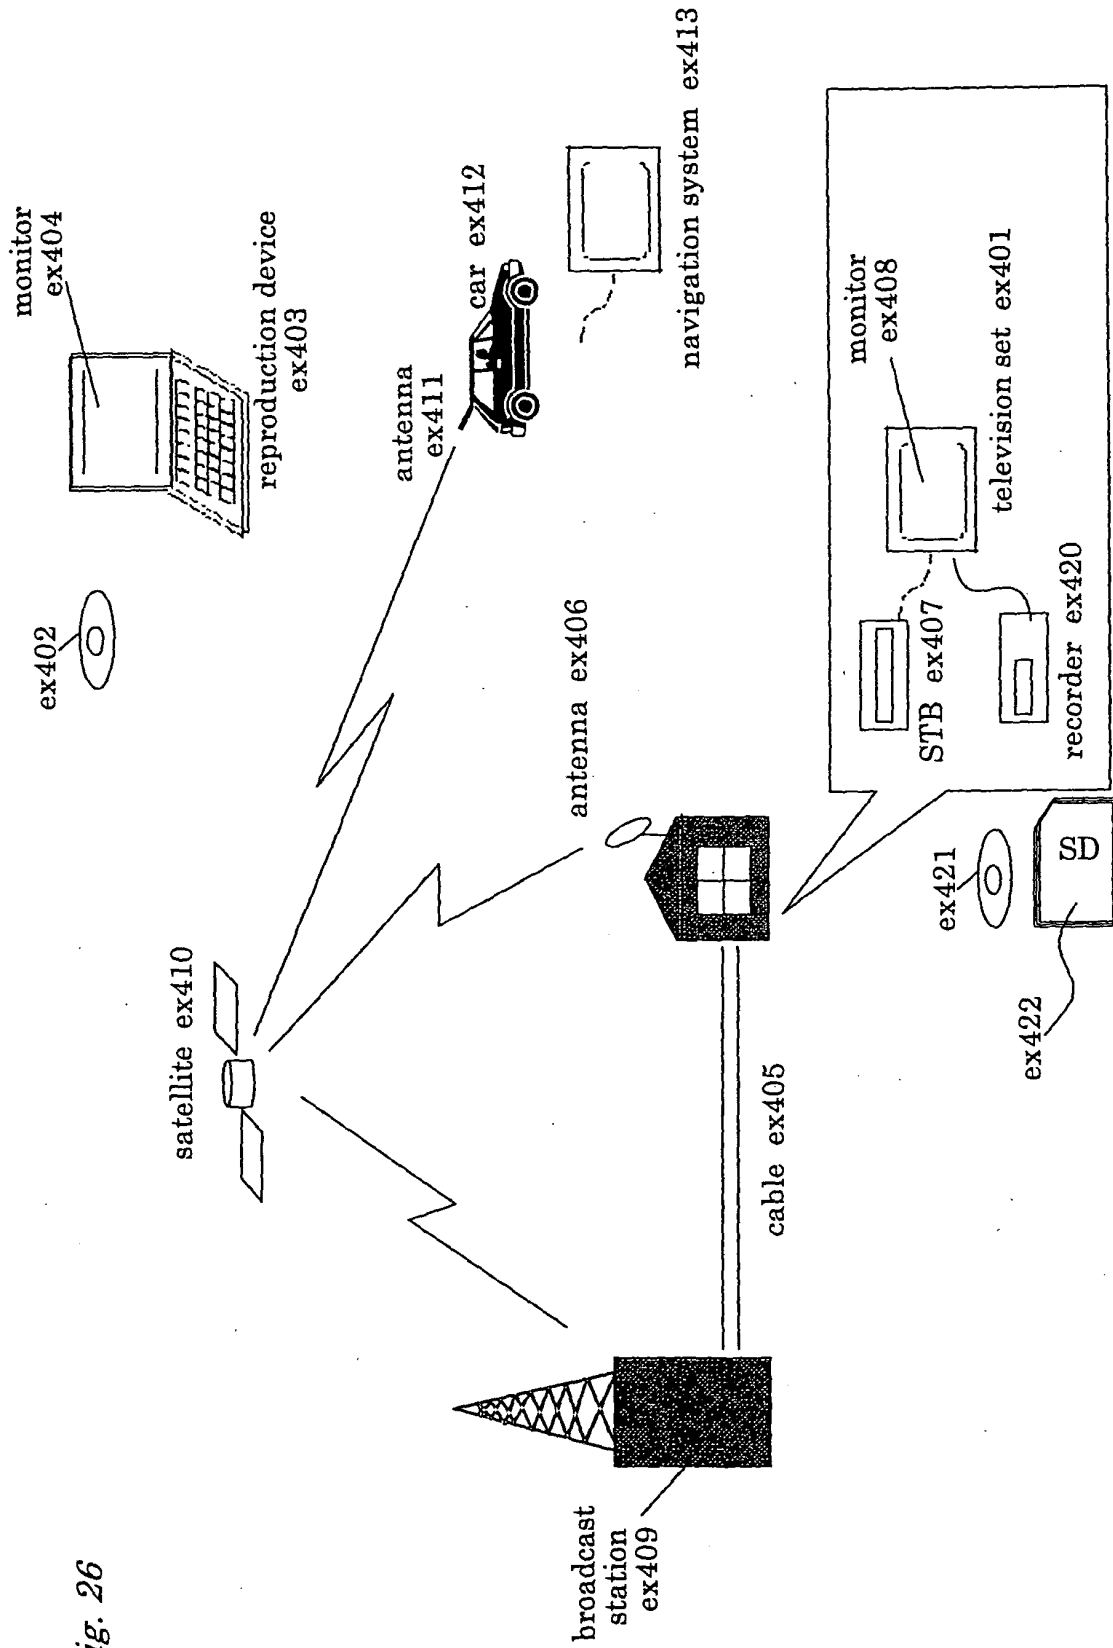 ig. 26
monitor
ex404
reproduction device
ex403
ex402
satellite ex410
antenna
ex411
car ex412
navigation system ex413
antenna ex406
broadcast
station
ex409
cable ex405
monitor
ex408
television set ex401
STB ex407
recorder ex420
ex421
SD
ex422